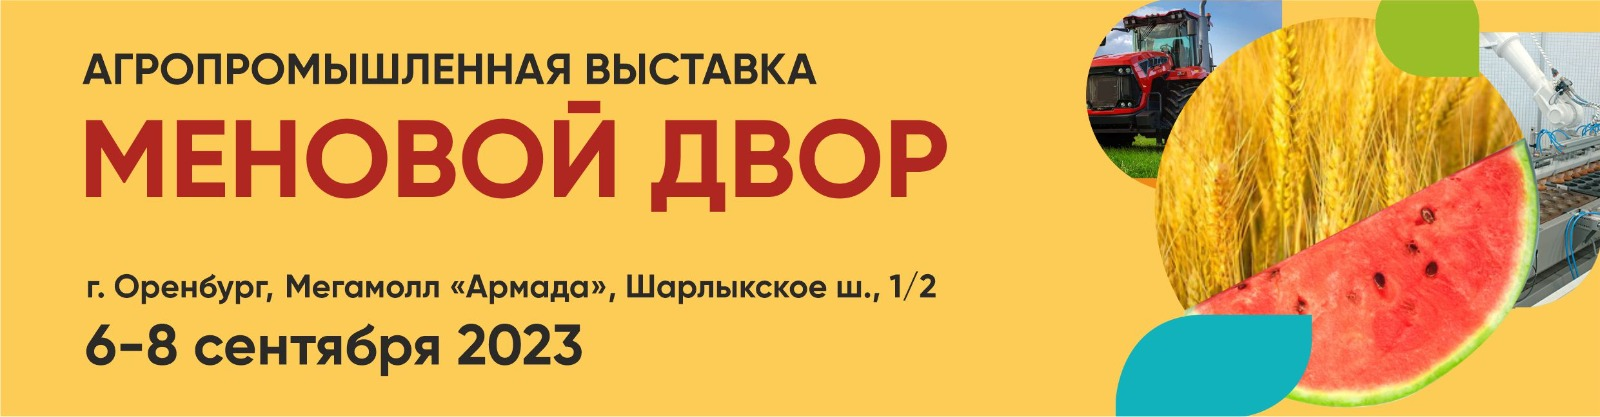 АГРОПРОМЫШЛЕННАЯ ВЫСТАВКА
МЕНОВОЙ ДВОР
г. Оренбург, Мегамолл «Армада», Шарлыкское ш., 1/2
6-8 сентября 2023